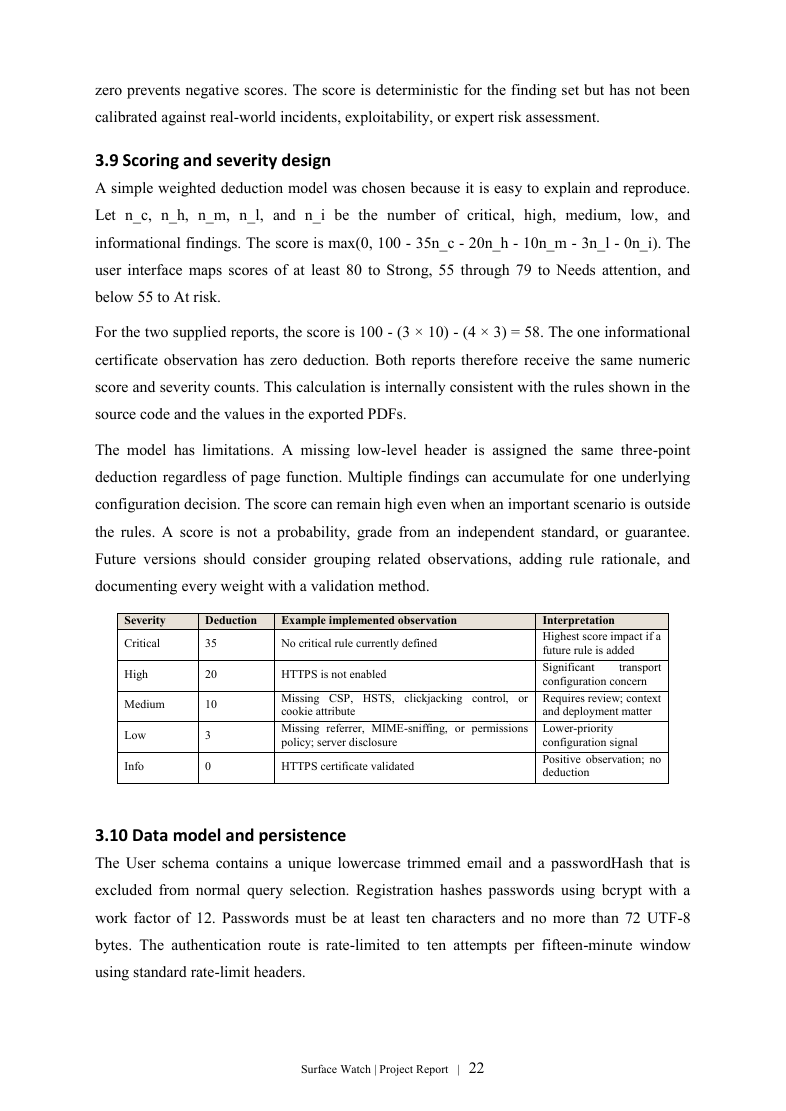 zero prevents negative scores. The score is deterministic for the finding set but has not been
calibrated against real-world incidents, exploitability, or expert risk assessment.
3.9 Scoring and severity design
A simple weighted deduction model was chosen because it is easy to explain and reproduce.
Let n_c, n_h, n_m, n_l, and n_i be the number of critical, high, medium, low, and
informational findings. The score is max(0, 100 - 35n_c - 20n_h - 10n_m - 3n_l - 0n_i). The
user interface maps scores of at least 80 to Strong, 55 through 79 to Needs attention, and
below 55 to At risk.
For the two supplied reports, the score is 100 - (3 × 10) - (4 × 3) = 58. The one informational
certificate observation has zero deduction. Both reports therefore receive the same numeric
score and severity counts. This calculation is internally consistent with the rules shown in the
source code and the values in the exported PDFs.
The model has limitations. A missing low-level header is assigned the same three-point
deduction regardless of page function. Multiple findings can accumulate for one underlying
configuration decision. The score can remain high even when an important scenario is outside
the rules. A score is not a probability, grade from an independent standard, or guarantee.
Future versions should consider grouping related observations, adding rule rationale, and
documenting every weight with a validation method.
Severity Deduction Example implemented observation Interpretation
Critical 35 No critical rule currently defined Highest score impact if a
future rule is added
High 20 HTTPS is not enabled Significant transport
configuration concern
Medium 10 Missing CSP, HSTS, clickjacking control, or Requires review; context
cookie attribute and deployment matter
Low 3 Missing referrer, MIME-sniffing, or permissions Lower-priority
policy; server disclosure configuration signal
Info 0 HTTPS certificate validated Positive observation; no
deduction
3.10 Data model and persistence
The User schema contains a unique lowercase trimmed email and a passwordHash that is
excluded from normal query selection. Registration hashes passwords using bcrypt with a
work factor of 12. Passwords must be at least ten characters and no more than 72 UTF-8
bytes. The authentication route is rate-limited to ten attempts per fifteen-minute window
using standard rate-limit headers.
Surface Watch | Project Report | 22